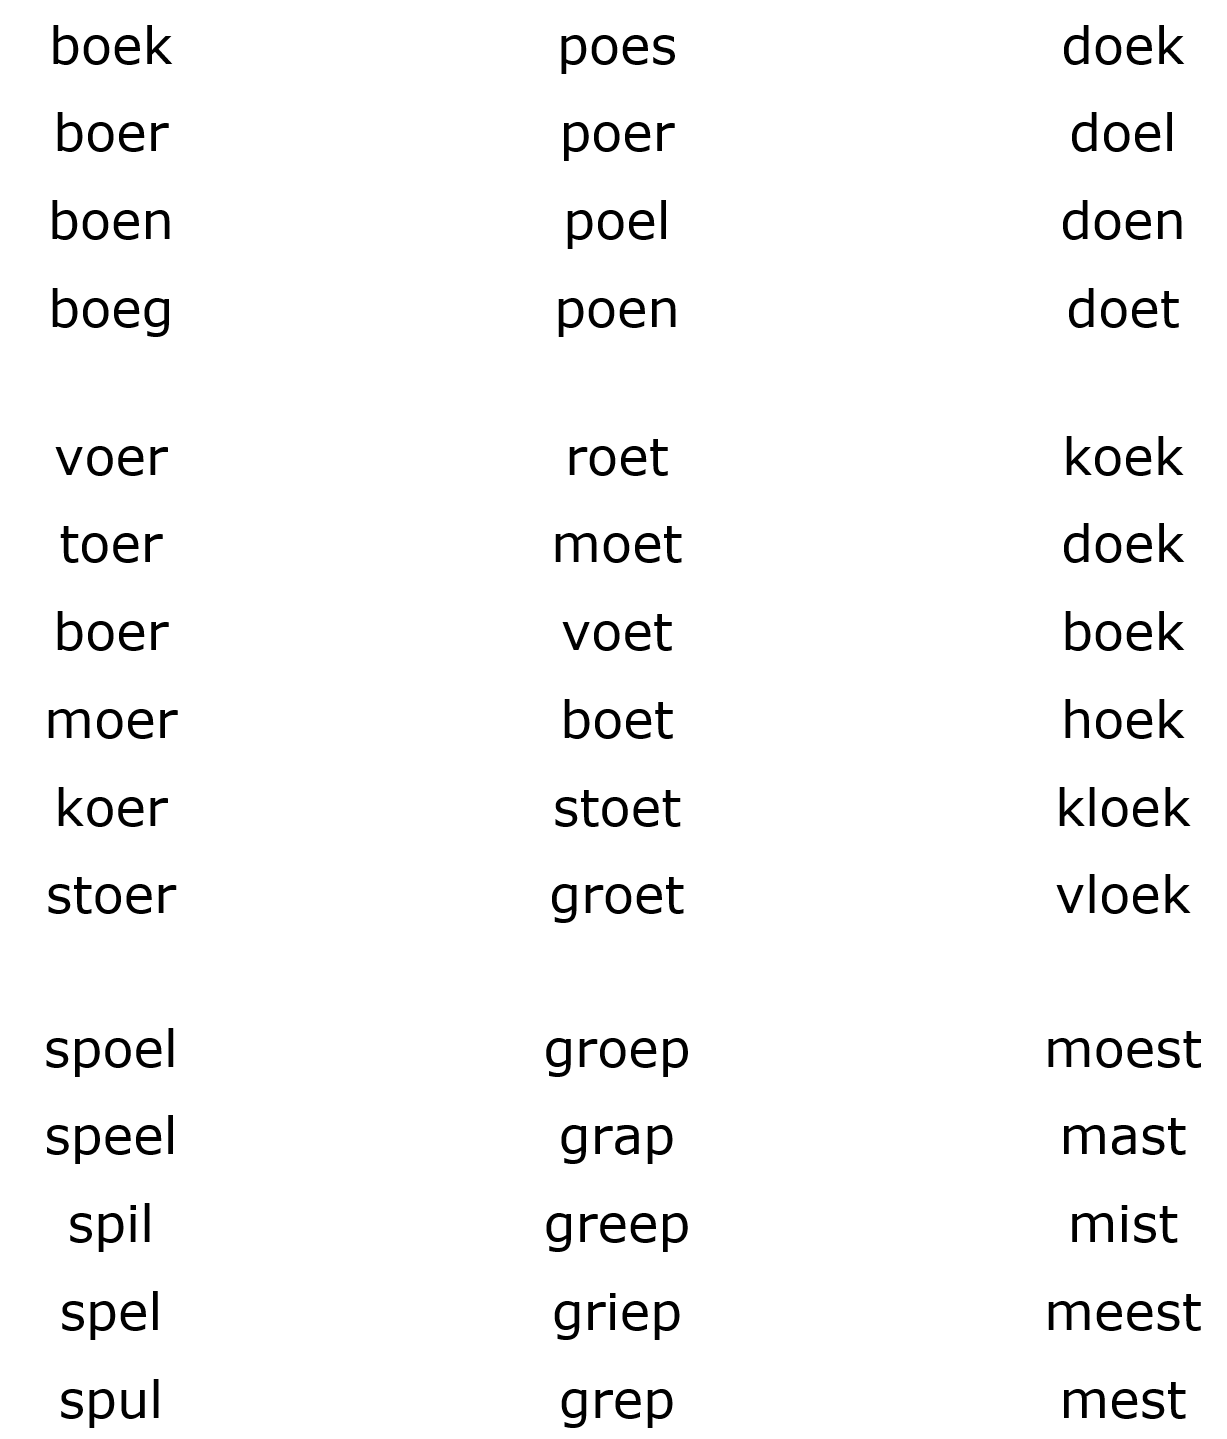 boek poes doek
boer poer doel
boen poel doen
boeg poen doet
voer roet koek
toer moet doek
boer voet boek
moer boet hoek
koer stoet kloek
stoer groet vloek
spoel groep moest
speel grap mast
spil greep mist
spel griep meest
spul grep mest